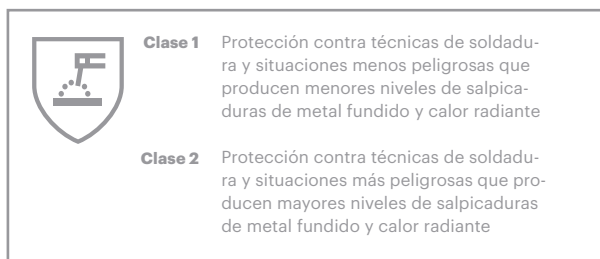 Clase 1 Protección contra técnicas de soldadu-
ra y situaciones menos peligrosas que
producen menores niveles de salpica-
duras de metal fundido y calor radiante
Clase 2 Protección contra técnicas de soldadu-
ra y situaciones más peligrosas que pro-
ducen mayores niveles de salpicaduras
de metal fundido y calor radiante